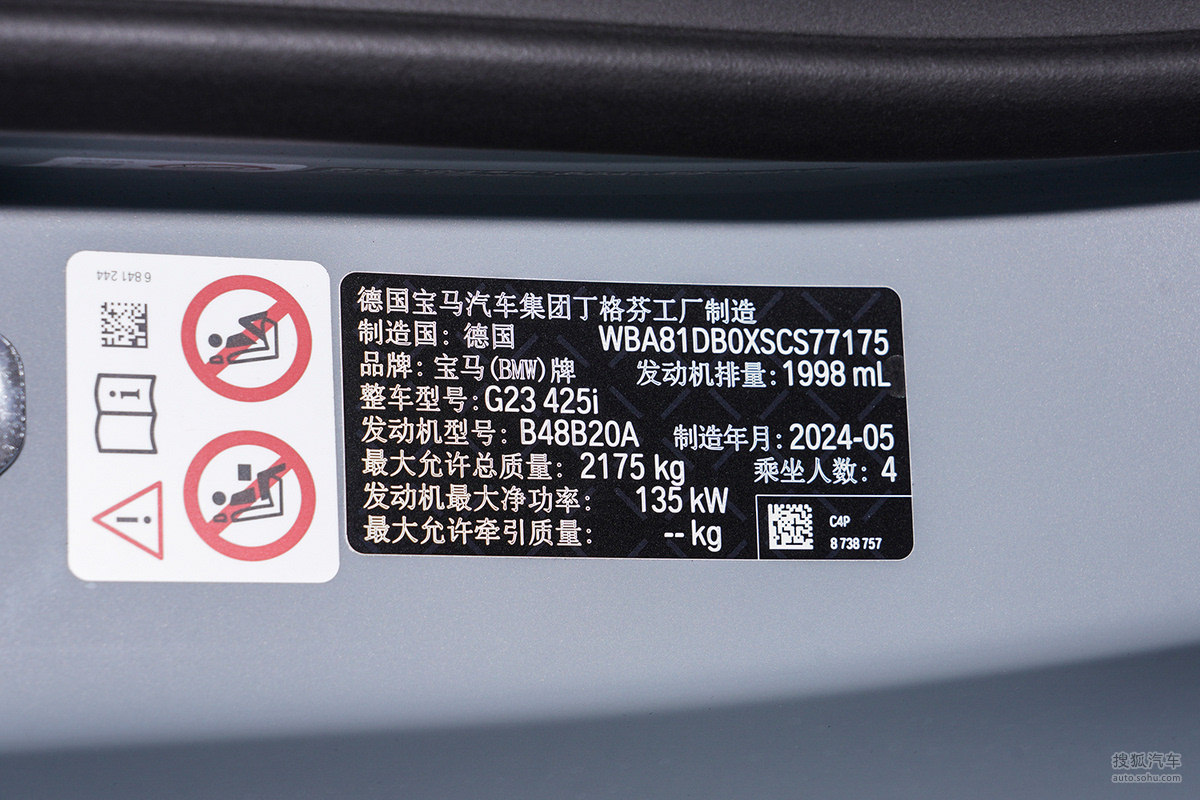 6 841 244
德国宝马汽车集团丁格芬工厂制造
制造国：德国 WBA81DB0XSCS77175
品牌：宝马(BMW)牌 发动机排量：1998 mL
整车型号：G23 425i
发动机型号：B48B20A 制造年月：2024-05
最大允许总质量：2175 kg 乘坐人数：4
发动机最大净功率： 135 kW
最大允许牵引质量： -- kg
C4P
8 738 757
搜狐汽车
auto.sohu.com